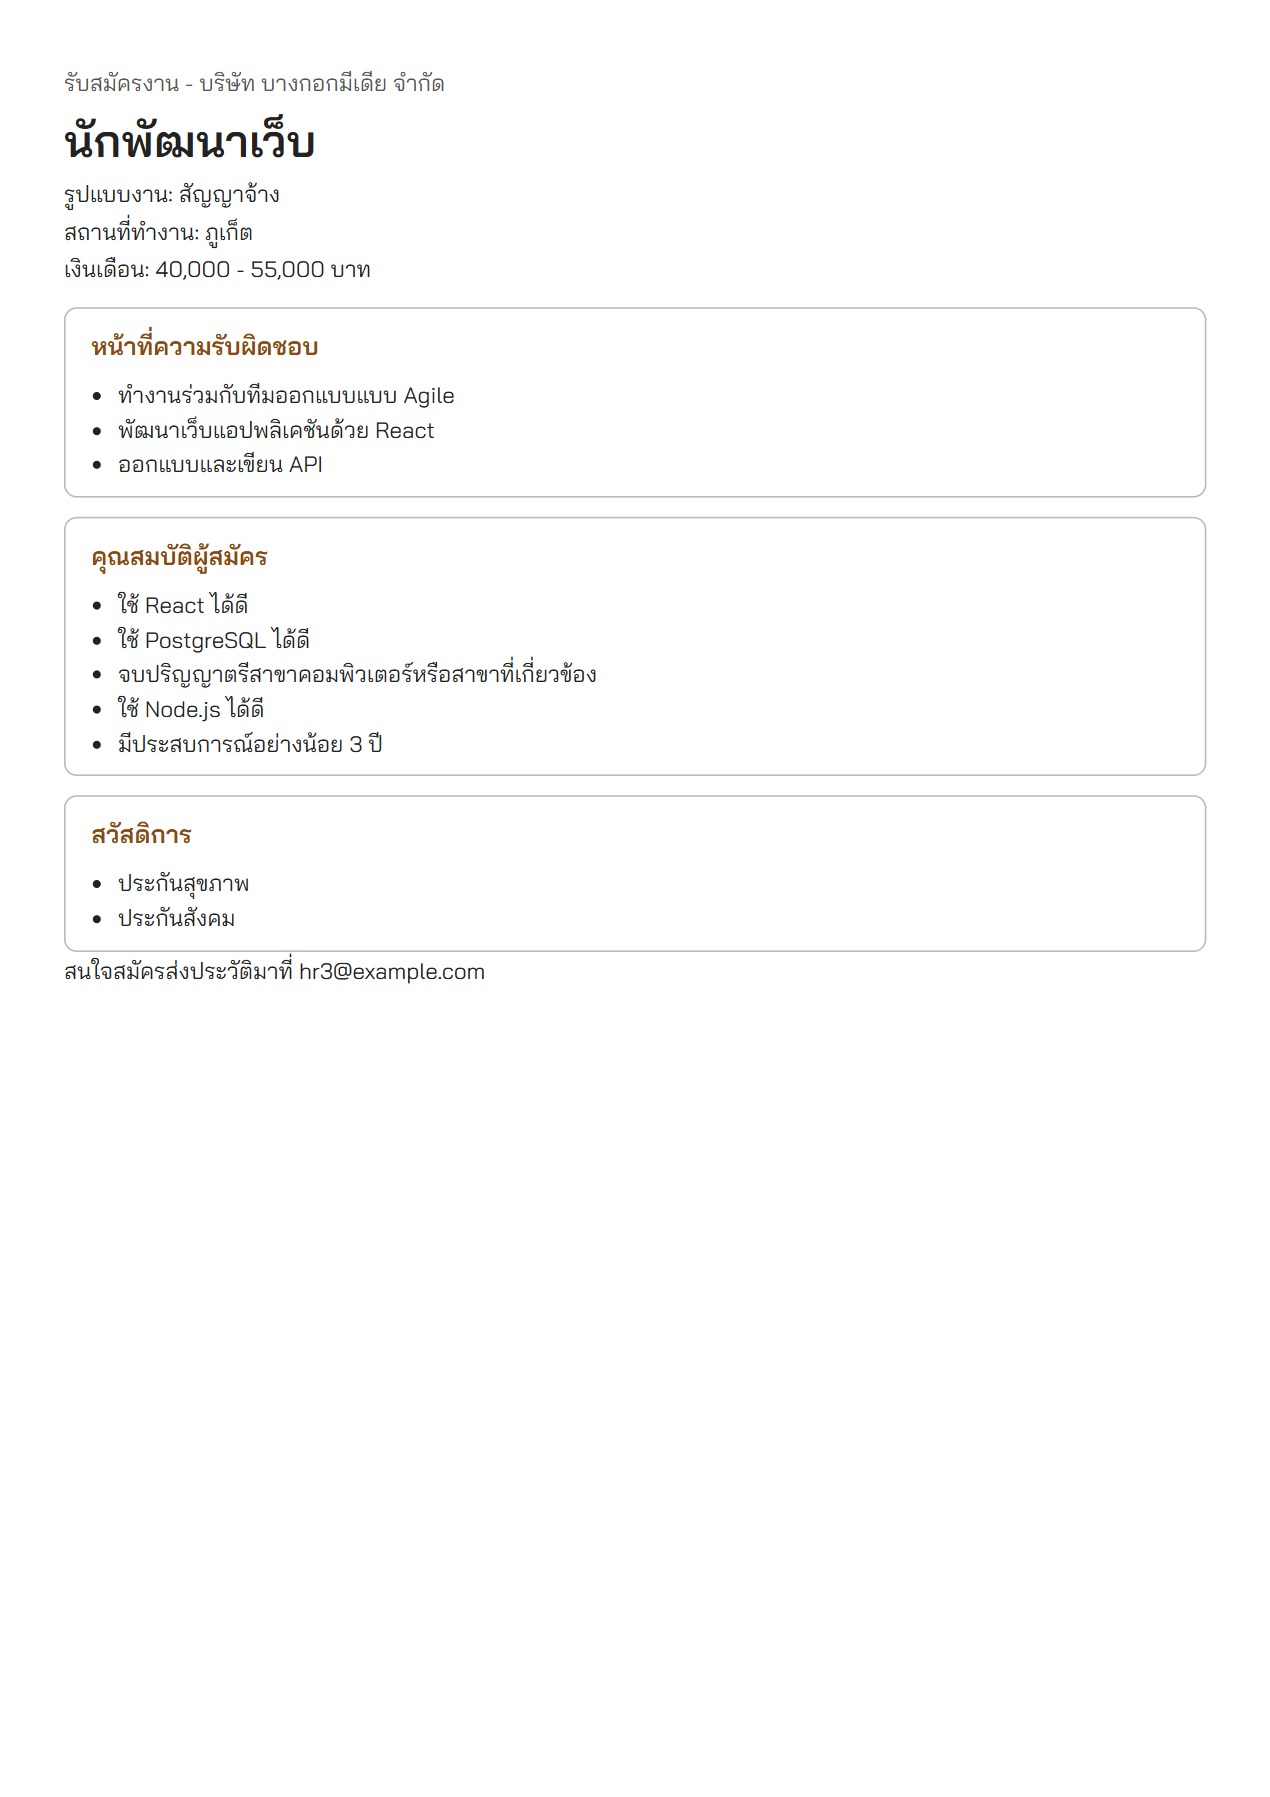 รับสมัครงาน - บริษัท บางกอกมีเดีย จำกัด
นักพัฒนาเว็บ
รูปแบบงาน: สัญญาจ้าง
สถานที่ทำงาน: ภูเก็ต
เงินเดือน: 40,000 - 55,000 บาท
หน้าที่ความรับผิดชอบ
• ทำงานร่วมกับทีมออกแบบแบบ Agile
• พัฒนาเว็บแอปพลิเคชันด้วย React
• ออกแบบและเขียน API
คุณสมบัติผู้สมัคร
• ใช้ React ได้ดี
• ใช้ PostgreSQL ได้ดี
• จบปริญญาตรีสาขาคอมพิวเตอร์หรือสาขาที่เกี่ยวข้อง
• ใช้ Node.js ได้ดี
• มีประสบการณ์อย่างน้อย 3 ปี
สวัสดิการ
• ประกันสุขภาพ
• ประกันสังคม
สนใจสมัครส่งประวัติมาที่ hr3@example.com